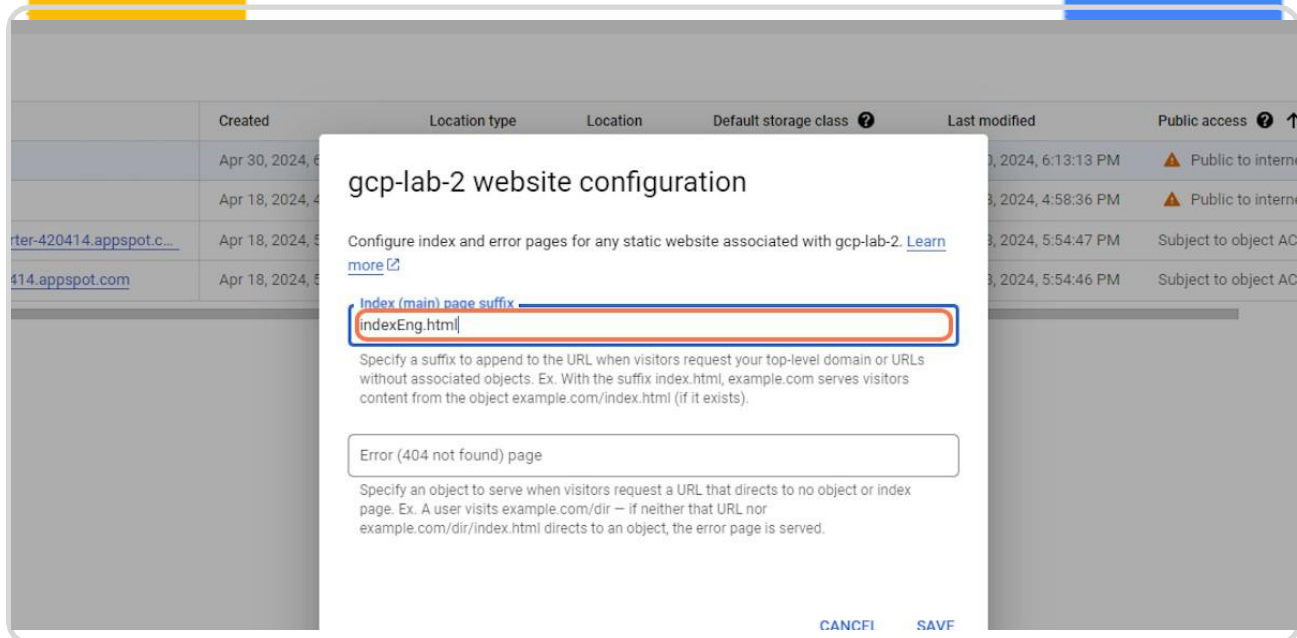 Created Location type Location Default storage class Last modified Public access
Apr 30, 2024, 2024, 6:13:13 PM Public to interne
Apr 18, 2024, 2024, 4:58:36 PM Public to interne
rter-420414.appspot.c... Apr 18, 2024, 2024, 5:54:47 PM Subject to object AC
414.appspot.com Apr 18, 2024, 2024, 5:54:46 PM Subject to object AC
gcp-lab-2 website configuration
Configure index and error pages for any static website associated with gcp-lab-2. Learn
more
Index (main) page suffix
indexEng.html
Specify a suffix to append to the URL when visitors request your top-level domain or URLs
without associated objects. Ex. With the suffix index.html, example.com serves visitors
content from the object example.com/index.html (if it exists).
Error (404 not found) page
Specify an object to serve when visitors request a URL that directs to no object or index
page. Ex. A user visits example.com/dir — if neither that URL nor
example.com/dir/index.html directs to an object, the error page is served.
CANCEL SAVE